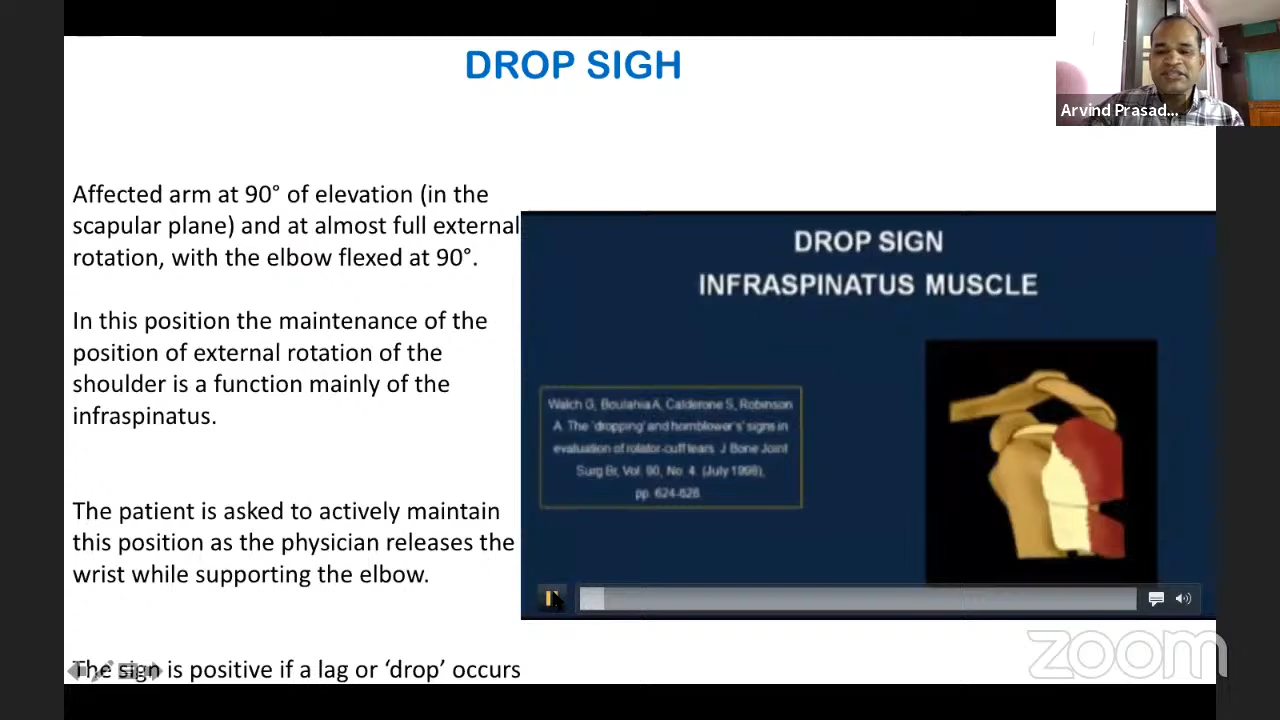 DROP SIGH
Arvind Prasad...
Affected arm at 90° of elevation (in the
scapular plane) and at almost full external
rotation, with the elbow flexed at 90°.
In this position the maintenance of the
position of external rotation of the
shoulder is a function mainly of the
infraspinatus.
The patient is asked to actively maintain
this position as the physician releases the
wrist while supporting the elbow.
The sign is positive if a lag or ‘drop’ occurs
DROP SIGN
INFRASPINATUS MUSCLE
Walch G, Boulahia A, Calderone S, Robinson
A. The 'dropping' and hornblower's' signs in
evaluation of rotator-cuff tears. J Bone Joint
Surg Br, Vol. 80, No. 4. (July 1998),
pp. 624-628.
zoom